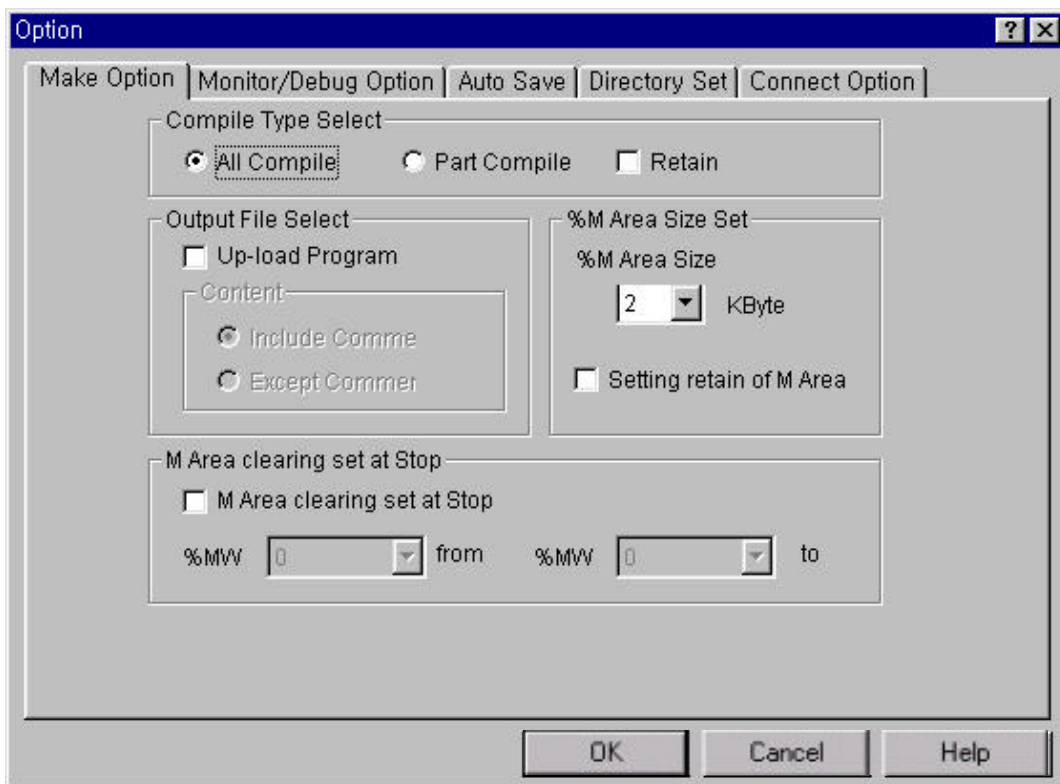 Option
Make Option Monitor/Debug Option Auto Save Directory Set Connect Option
Compile Type Select
All Compile Part Compile Retain
Output File Select
Up-load Program
Content
Include Comme
Except Commer
%M Area Size Set
%M Area Size
2 KByte
Setting retain of M Area
M Area clearing set at Stop
M Area clearing set at Stop
%MW 0 from %MW 0 to
OK Cancel Help